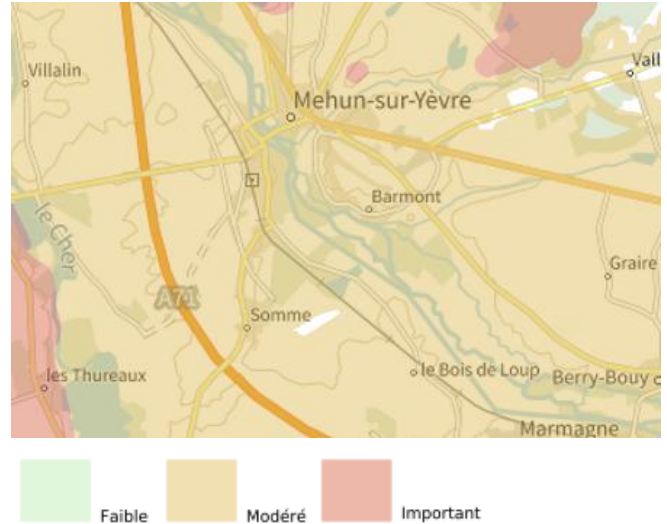 Vall
Villalin
Mehun-sur-Yèvre
Barmont
le Cher
Graire
A71
Somme
les Thureaux
le Bois de Loup
Berry-Bouy
Marmagne
Faible Modéré Important